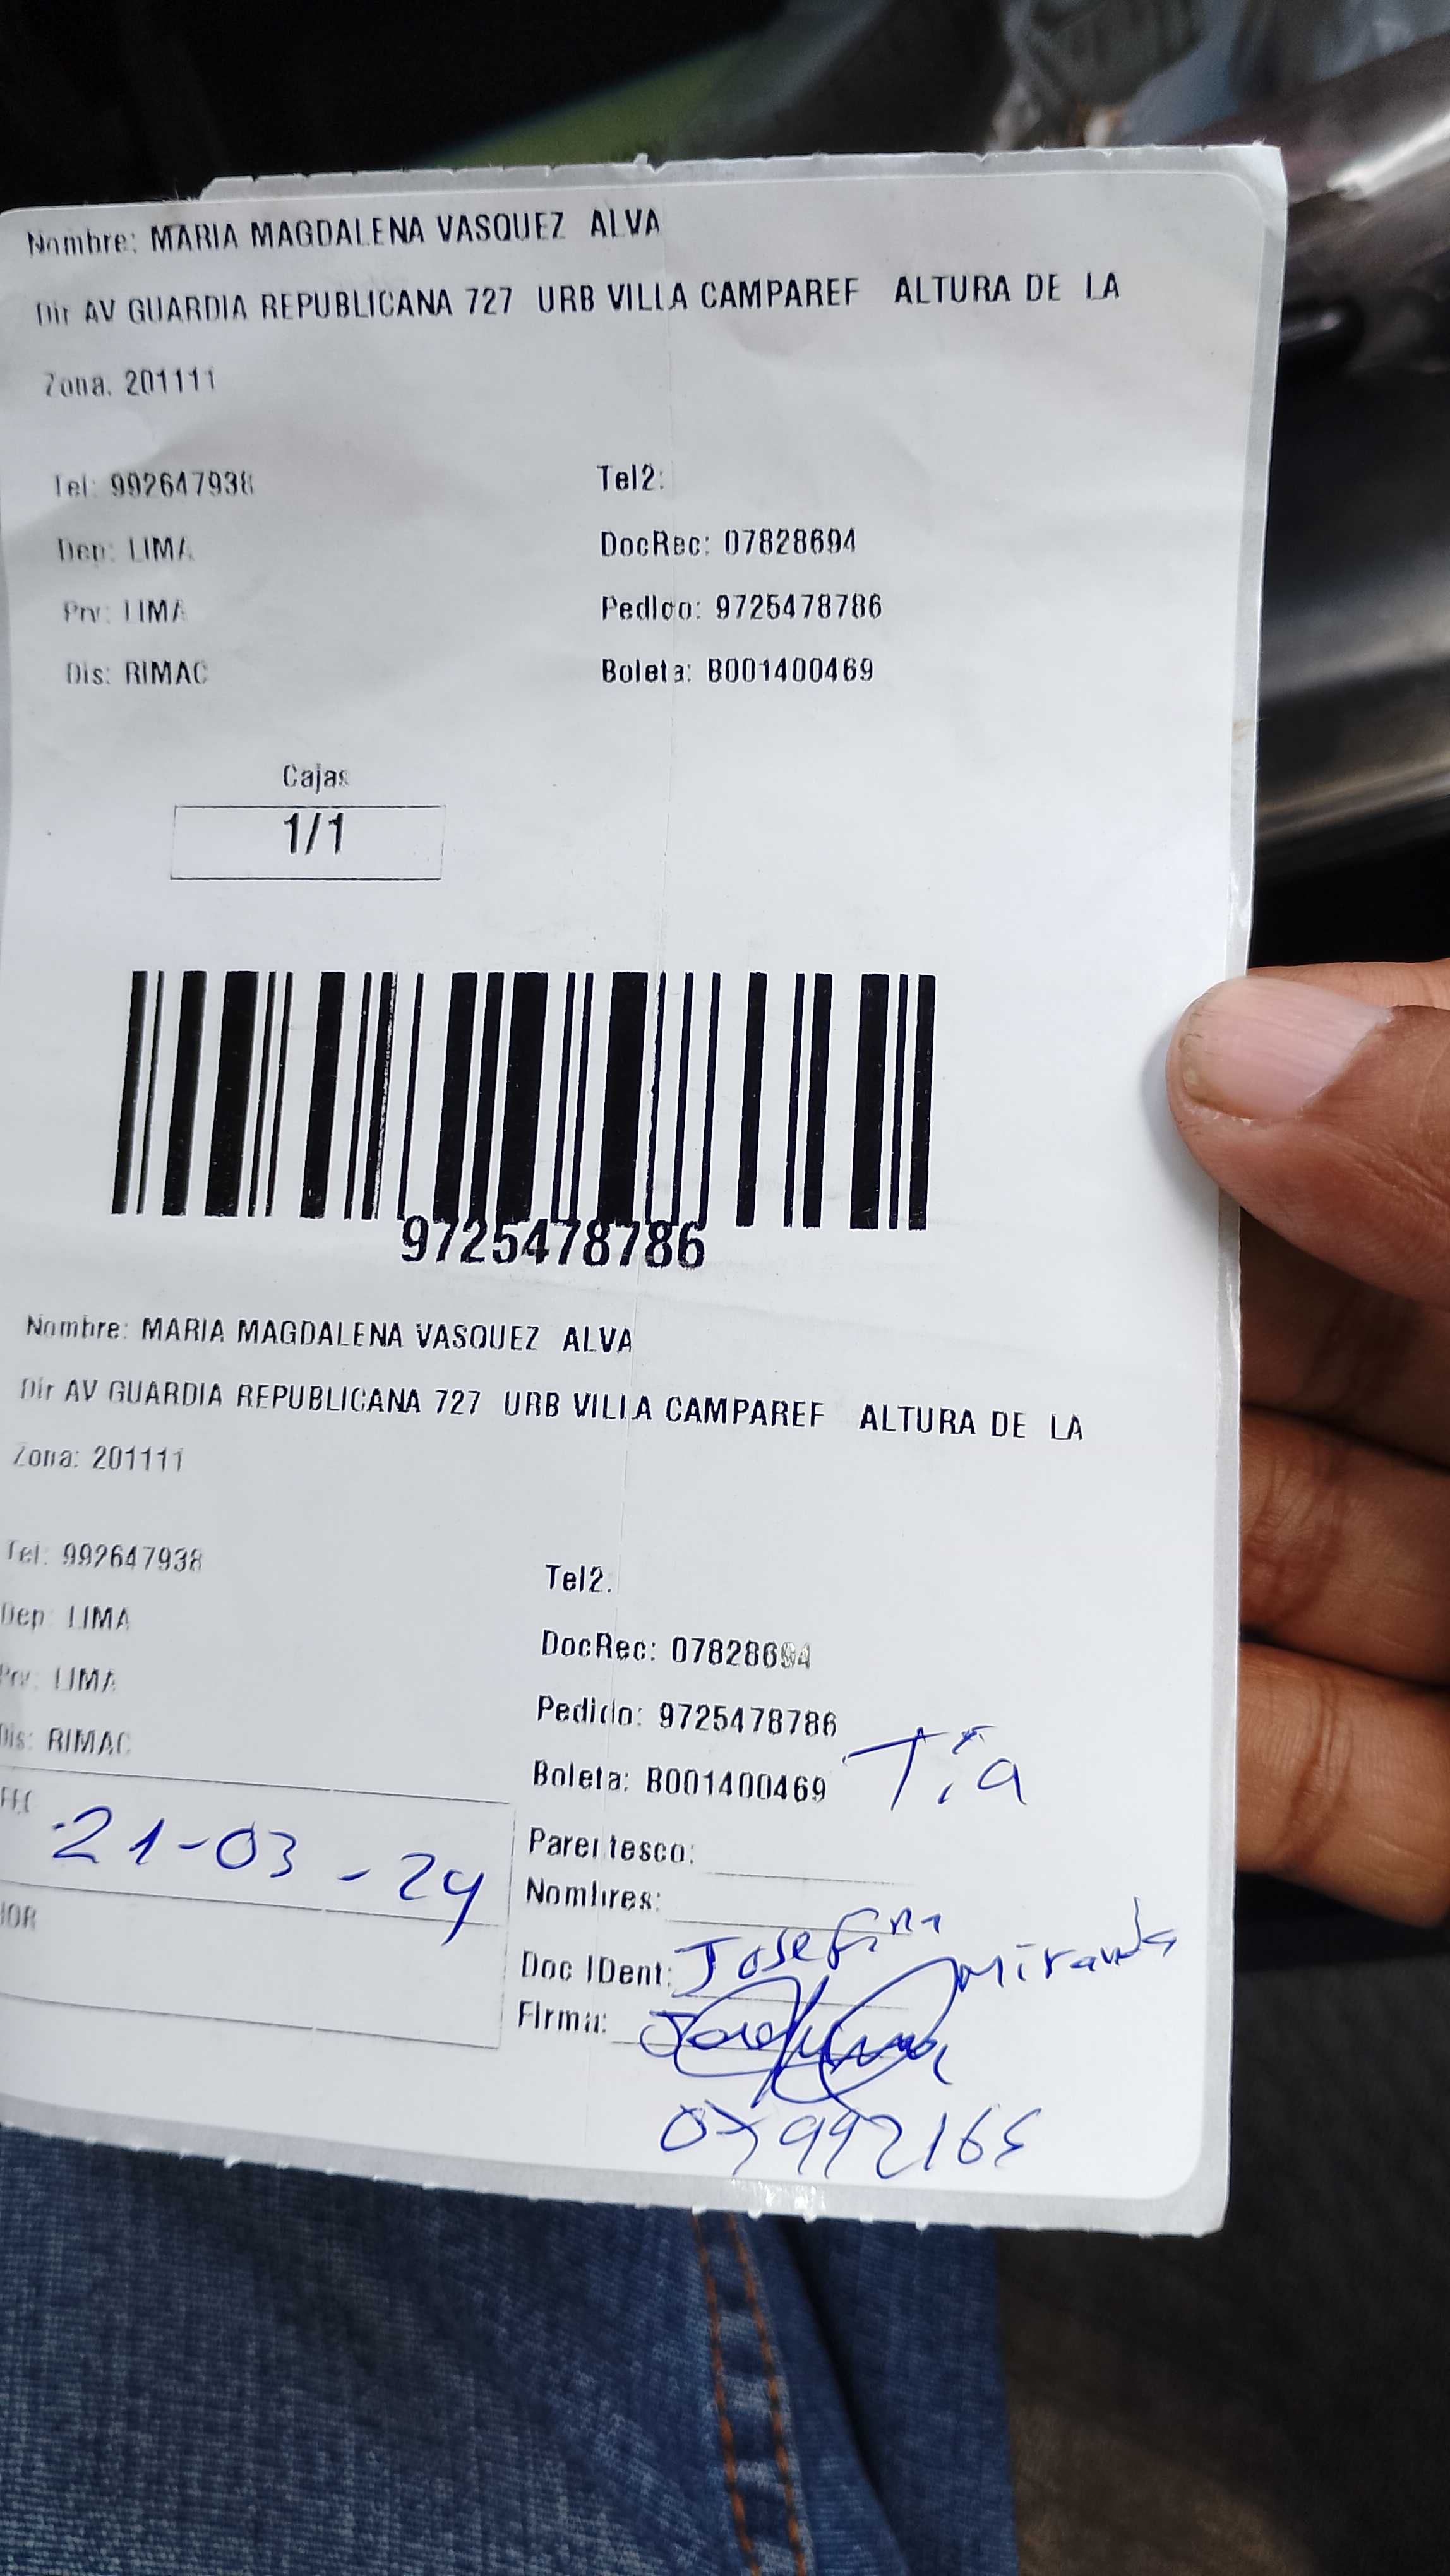 Nombre: MARIA MAGDALENA VASQUEZ ALVA
Dir AV GUARDIA REPUBLICANA 727 URB VILLA CAMPAREF ALTURA DE LA
Zona. 201111
Tel: 992647938 Tel2:
Dep: LIMA DocRec: 07828694
Prv: LIMA Pedido: 9725478786
Dis: RIMAC Boleta: B001400469
Cajas
1/1
9725478786
Nombre: MARIA MAGDALENA VASQUEZ ALVA
Dir AV GUARDIA REPUBLICANA 727 URB VILLA CAMPAREF ALTURA DE LA
Zona: 201111
Tel: 992647938 Tel2.
Dep: LIMA DocRec: 07828694
Prv: LIMA Pedido: 9725478786
Dis: RIMAC Boleta: B001400469
Tía
21-03-24
Parentesco:
Nombres:
Josefina Miranda
Doc IDent:
Firma: